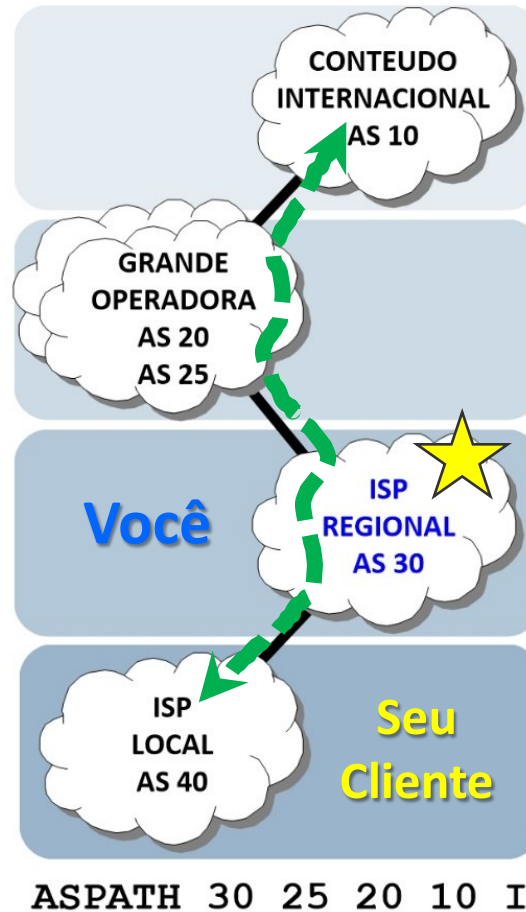 CONTEUDO
INTERNACIONAL
AS 10
GRANDE
OPERADORA
AS 20
AS 25
Você
ISP
REGIONAL
AS 30
ISP
LOCAL
AS 40
Seu
Cliente
ASPATH 30 25 20 10 I